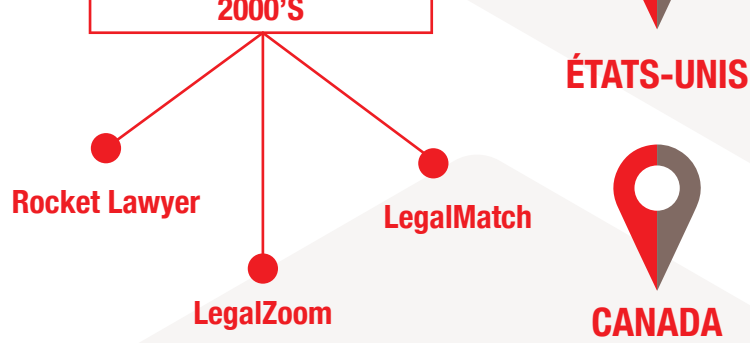 2000'S
ÉTATS-UNIS
Rocket Lawyer
LegalMatch
LegalZoom
CANADA